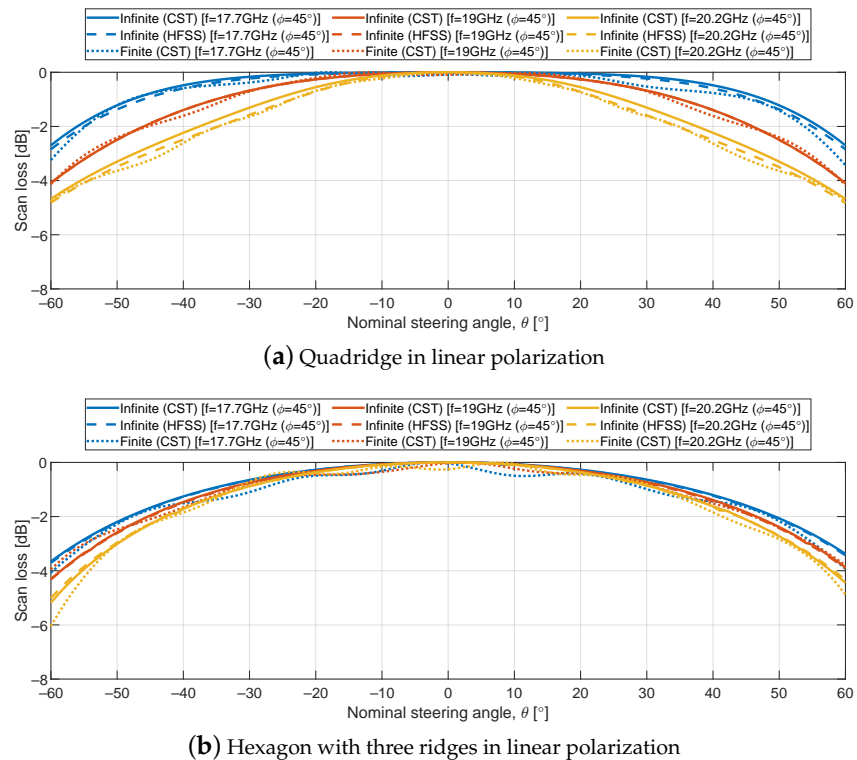 Infinite (CST) [f=17.7GHz (ϕ=45°)] Infinite (CST) [f=19GHz (ϕ=45°)] Infinite (CST) [f=20.2GHz (ϕ=45°)]
Infinite (HFSS) [f=17.7GHz (ϕ=45°)] Infinite (HFSS) [f=19GHz (ϕ=45°)] Infinite (HFSS) [f=20.2GHz (ϕ=45°)]
Finite (CST) [f=17.7GHz (ϕ=45°)] Finite (CST) [f=19GHz (ϕ=45°)] Finite (CST) [f=20.2GHz (ϕ=45°)]
0
−2
−4
−6
−8
Scan loss [dB]
−60 −50 −40 −30 −20 −10 0 10 20 30 40 50 60
Nominal steering angle, θ [°]
(a) Quadridge in linear polarization
Infinite (CST) [f=17.7GHz (ϕ=45°)] Infinite (CST) [f=19GHz (ϕ=45°)] Infinite (CST) [f=20.2GHz (ϕ=45°)]
Infinite (HFSS) [f=17.7GHz (ϕ=45°)] Infinite (HFSS) [f=19GHz (ϕ=45°)] Infinite (HFSS) [f=20.2GHz (ϕ=45°)]
Finite (CST) [f=17.7GHz (ϕ=45°)] Finite (CST) [f=19GHz (ϕ=45°)] Finite (CST) [f=20.2GHz (ϕ=45°)]
0
−2
−4
−6
−8
Scan loss [dB]
−60 −50 −40 −30 −20 −10 0 10 20 30 40 50 60
Nominal steering angle, θ [°]
(b) Hexagon with three ridges in linear polarization